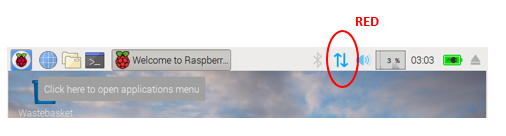 RED
Welcome to Raspberr...
3 %
03:03
Click here to open applications menu
Wastebasket